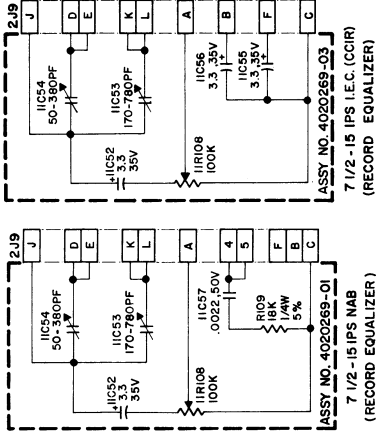 2J9
J
D
E
K
L
A
B
F
C
11C54
50-380PF
11C53
170-780PF
+11C52
3.3
35V
11R108
100K
11C56
3.3,35V
+
11C55
3.3,35V
+
ASSY NO. 4020269-03
7 1/2-15 IPS I.E.C. (CCIR)
(RECORD EQUALIZER)
2J9
J
D
E
K
L
A
4
5
F
B
C
11C54
50-380PF
11C53
170-780PF
+11C52
3.3
35V
11R108
100K
11C57
.0022,50V
R109
18K
1/4W
5%
ASSY NO. 4020269-01
7 1/2-15 IPS NAB
(RECORD EQUALIZER)